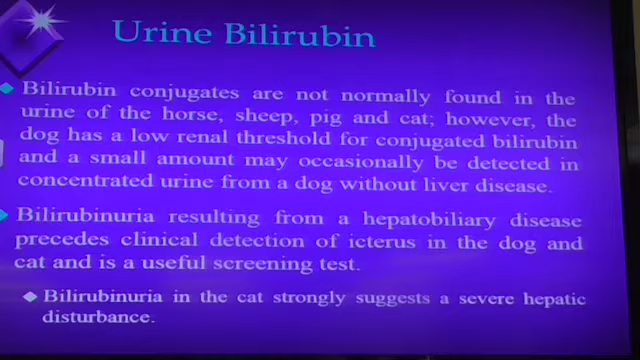 Urine Bilirubin
Bilirubin conjugates are not normally found in the
urine of the horse, sheep, pig and cat; however, the
dog has a low renal threshold for conjugated bilirubin
and a small amount may occasionally be detected in
concentrated urine from a dog without liver disease.
Bilirubinuria resulting from a hepatobiliary disease
precedes clinical detection of icterus in the dog and
cat and is a useful screening test.
Bilirubinuria in the cat strongly suggests a severe hepatic
disturbance.